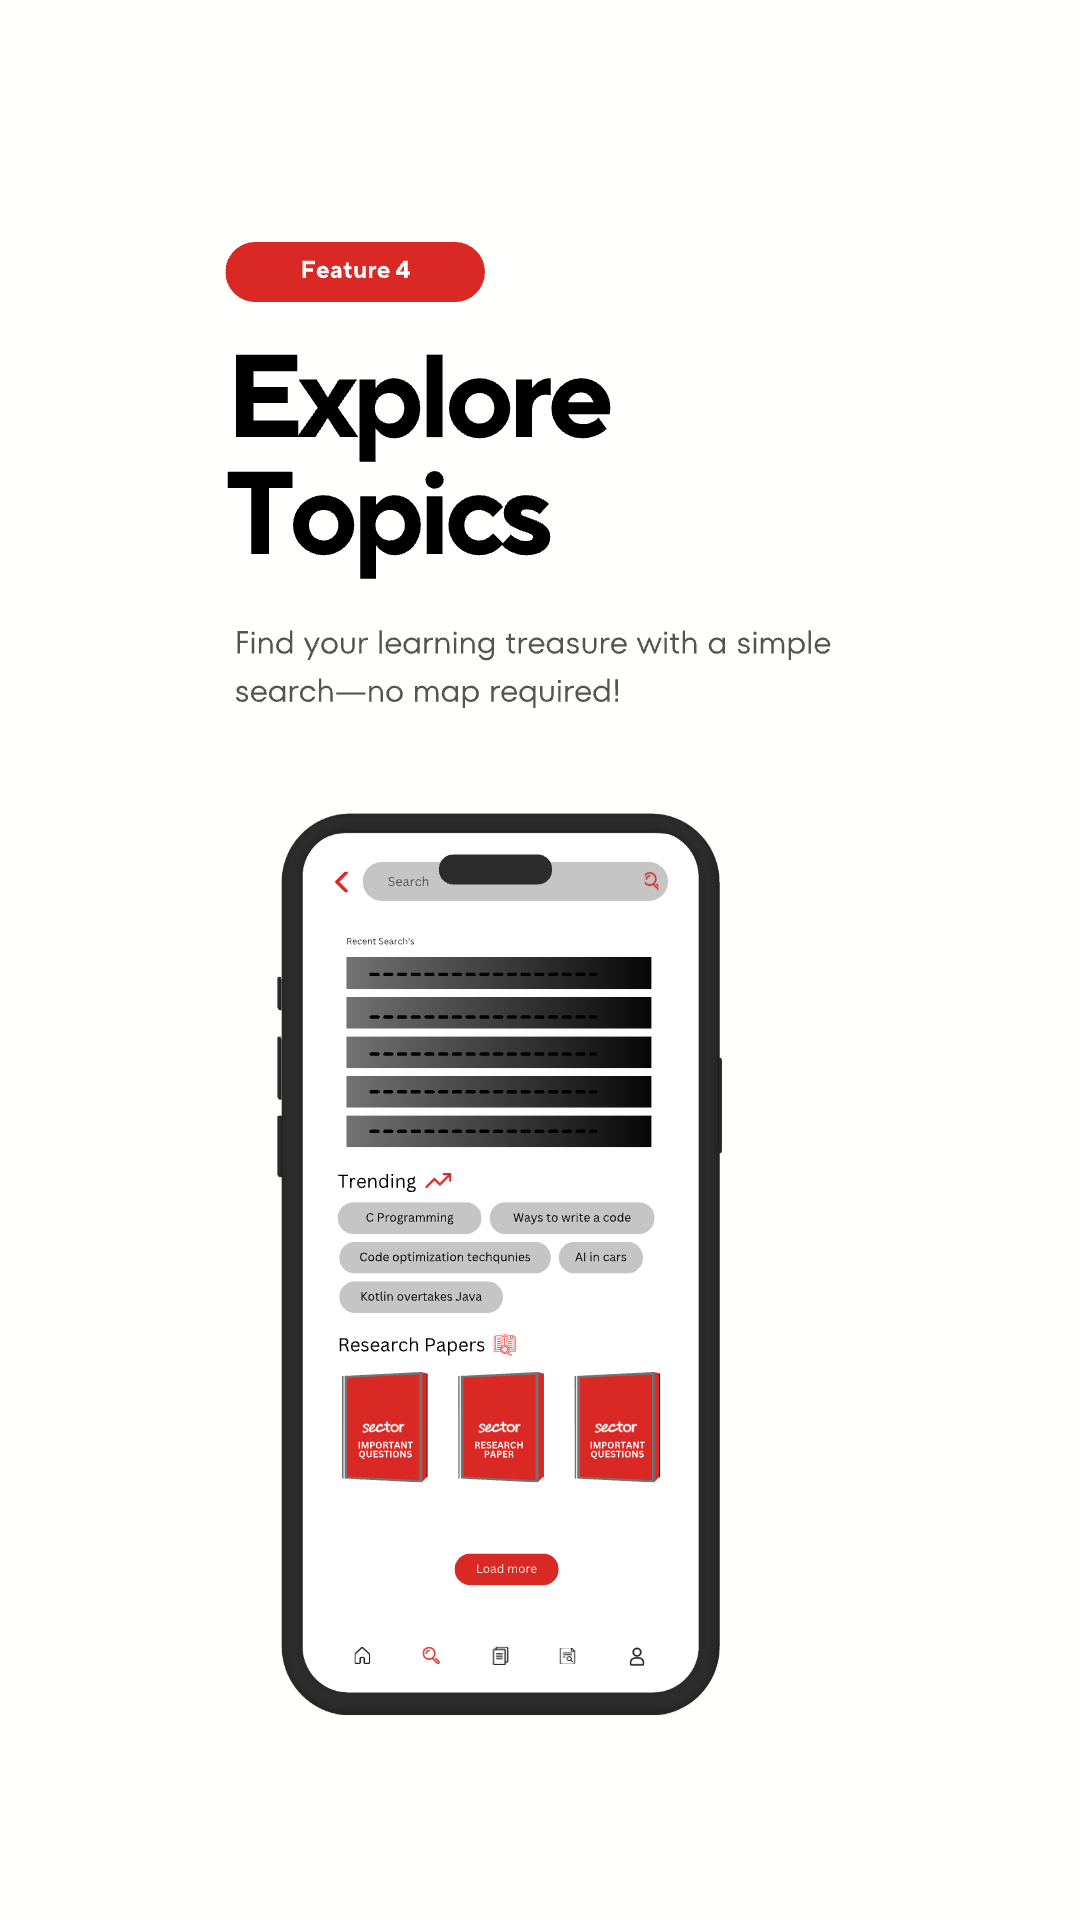 Feature 4
Explore
Topics
Find your learning treasure with a simple
search—no map required!
Search
Recent Search's
Trending
C Programming
Ways to write a code
Code optimization techqunies
AI in cars
Kotlin overtakes Java
Research Papers
sector
IMPORTANT
QUESTIONS
sector
RESEARCH
PAPER
sector
IMPORTANT
QUESTIONS
Load more